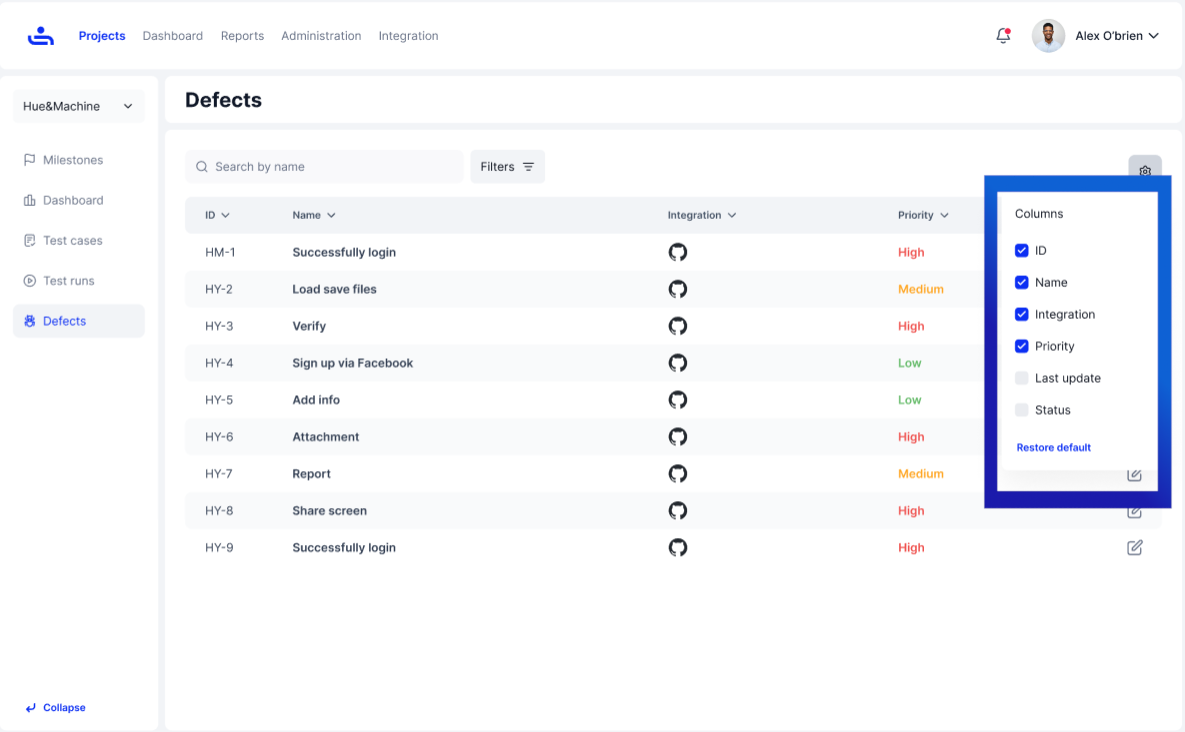 Projects Dashboard Reports Administration Integration Alex O'brien
Hue&Machine
Milestones
Dashboard
Test cases
Test runs
Defects
Collapse
Defects
Search by name Filters
ID Name Integration Priority
HM-1 Successfully login High
HY-2 Load save files Medium
HY-3 Verify High
HY-4 Sign up via Facebook Low
HY-5 Add info Low
HY-6 Attachment High
HY-7 Report Medium
HY-8 Share screen High
HY-9 Successfully login High
Columns
ID
Name
Integration
Priority
Last update
Status
Restore default